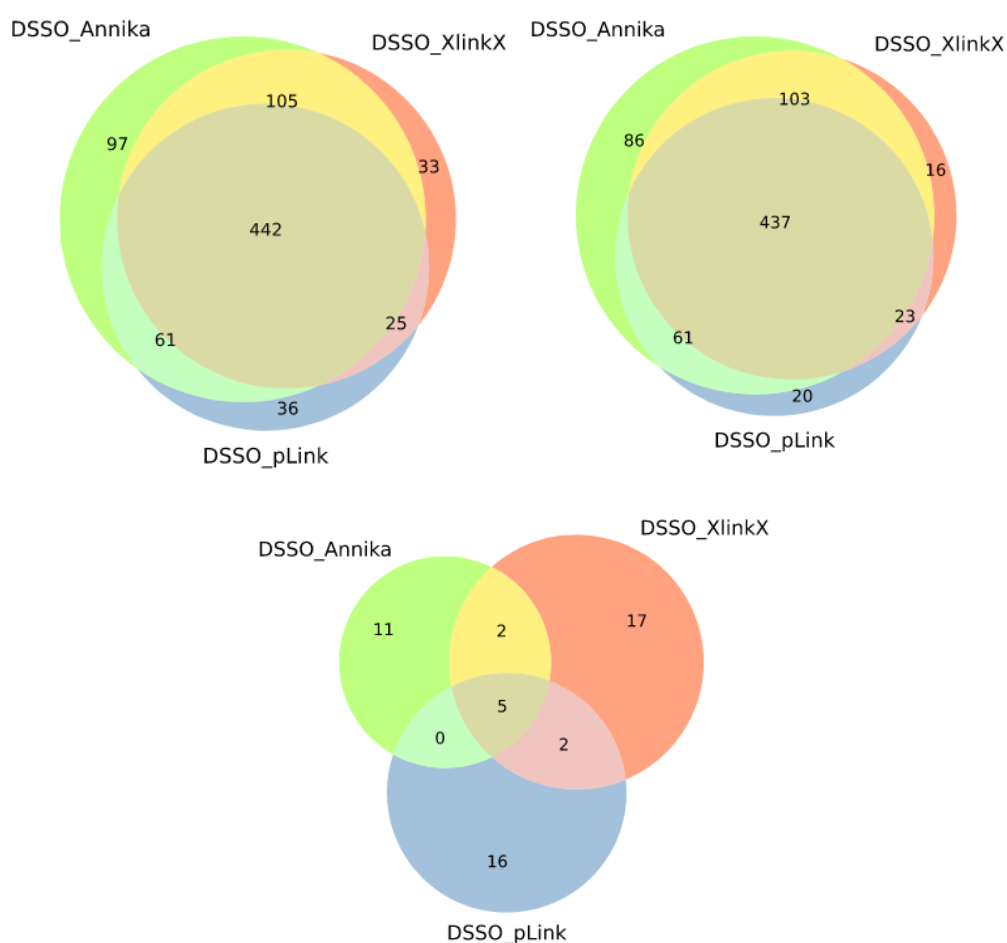 DSSO_Annika
DSSO_XlinkX
105
97
33
442
25
61
36
DSSO_pLink
DSSO_Annika
DSSO_XlinkX
103
86
16
437
23
61
20
DSSO_pLink
DSSO_XlinkX
DSSO_Annika
17
11
2
5
0
2
16
DSSO_pLink